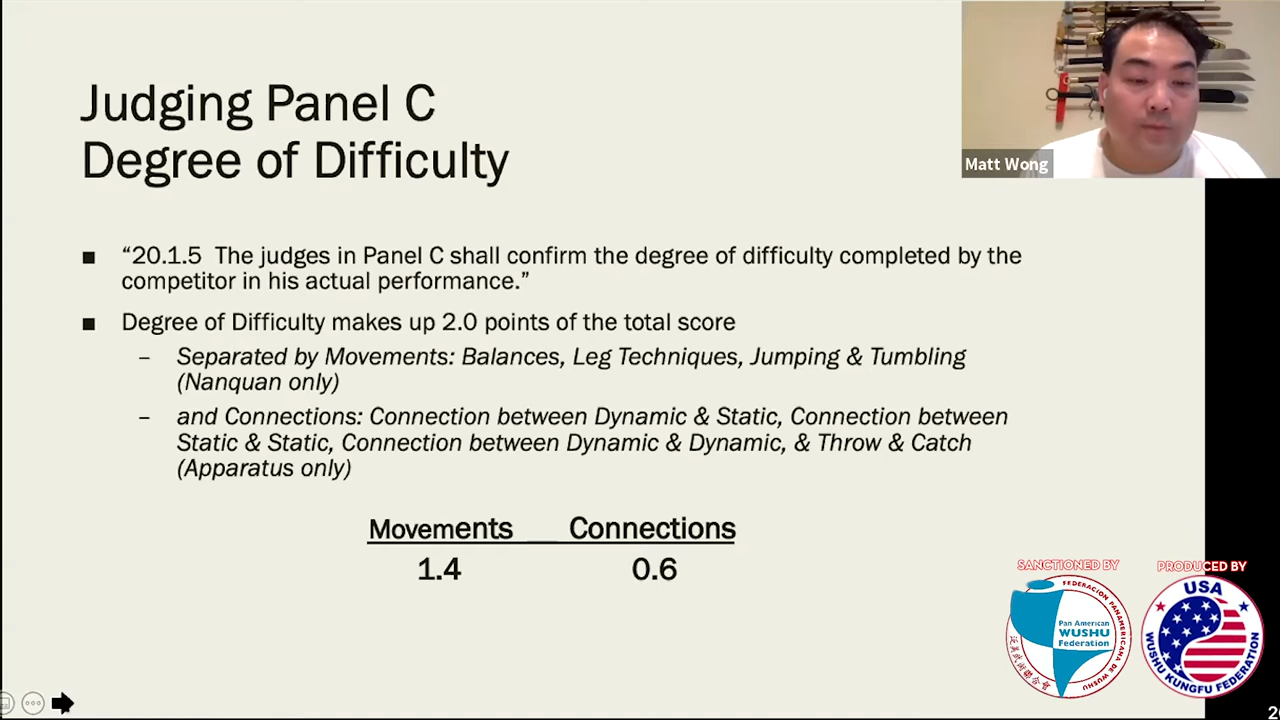 Judging Panel C
Degree of Difficulty
Matt Wong
■ “20.1.5 The judges in Panel C shall confirm the degree of difficulty completed by the
competitor in his actual performance.”
■ Degree of Difficulty makes up 2.0 points of the total score
– Separated by Movements: Balances, Leg Techniques, Jumping & Tumbling
(Nanquan only)
– and Connections: Connection between Dynamic & Static, Connection between
Static & Static, Connection between Dynamic & Dynamic, & Throw & Catch
(Apparatus only)
Movements Connections
1.4 0.6
SANCTIONED BY
FEDERACION PANAMERICANA DE WUSHU
Pan American
WUSHU
Federation
PRODUCED BY
USA
WUSHU KUNGFU FEDERATION